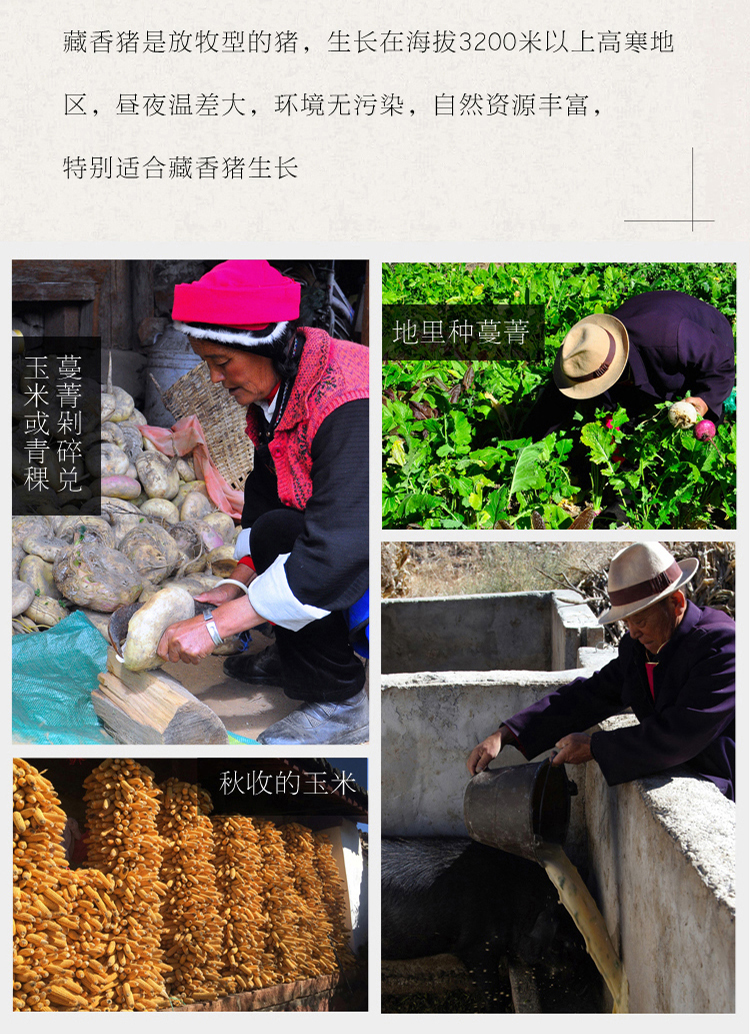 藏香猪是放牧型的猪，生长在海拔3200米以上高寒地
区，昼夜温差大，环境无污染，自然资源丰富，
特别适合藏香猪生长
蔓菁剁碎兑
玉米或青稞
地里种蔓菁
秋收的玉米